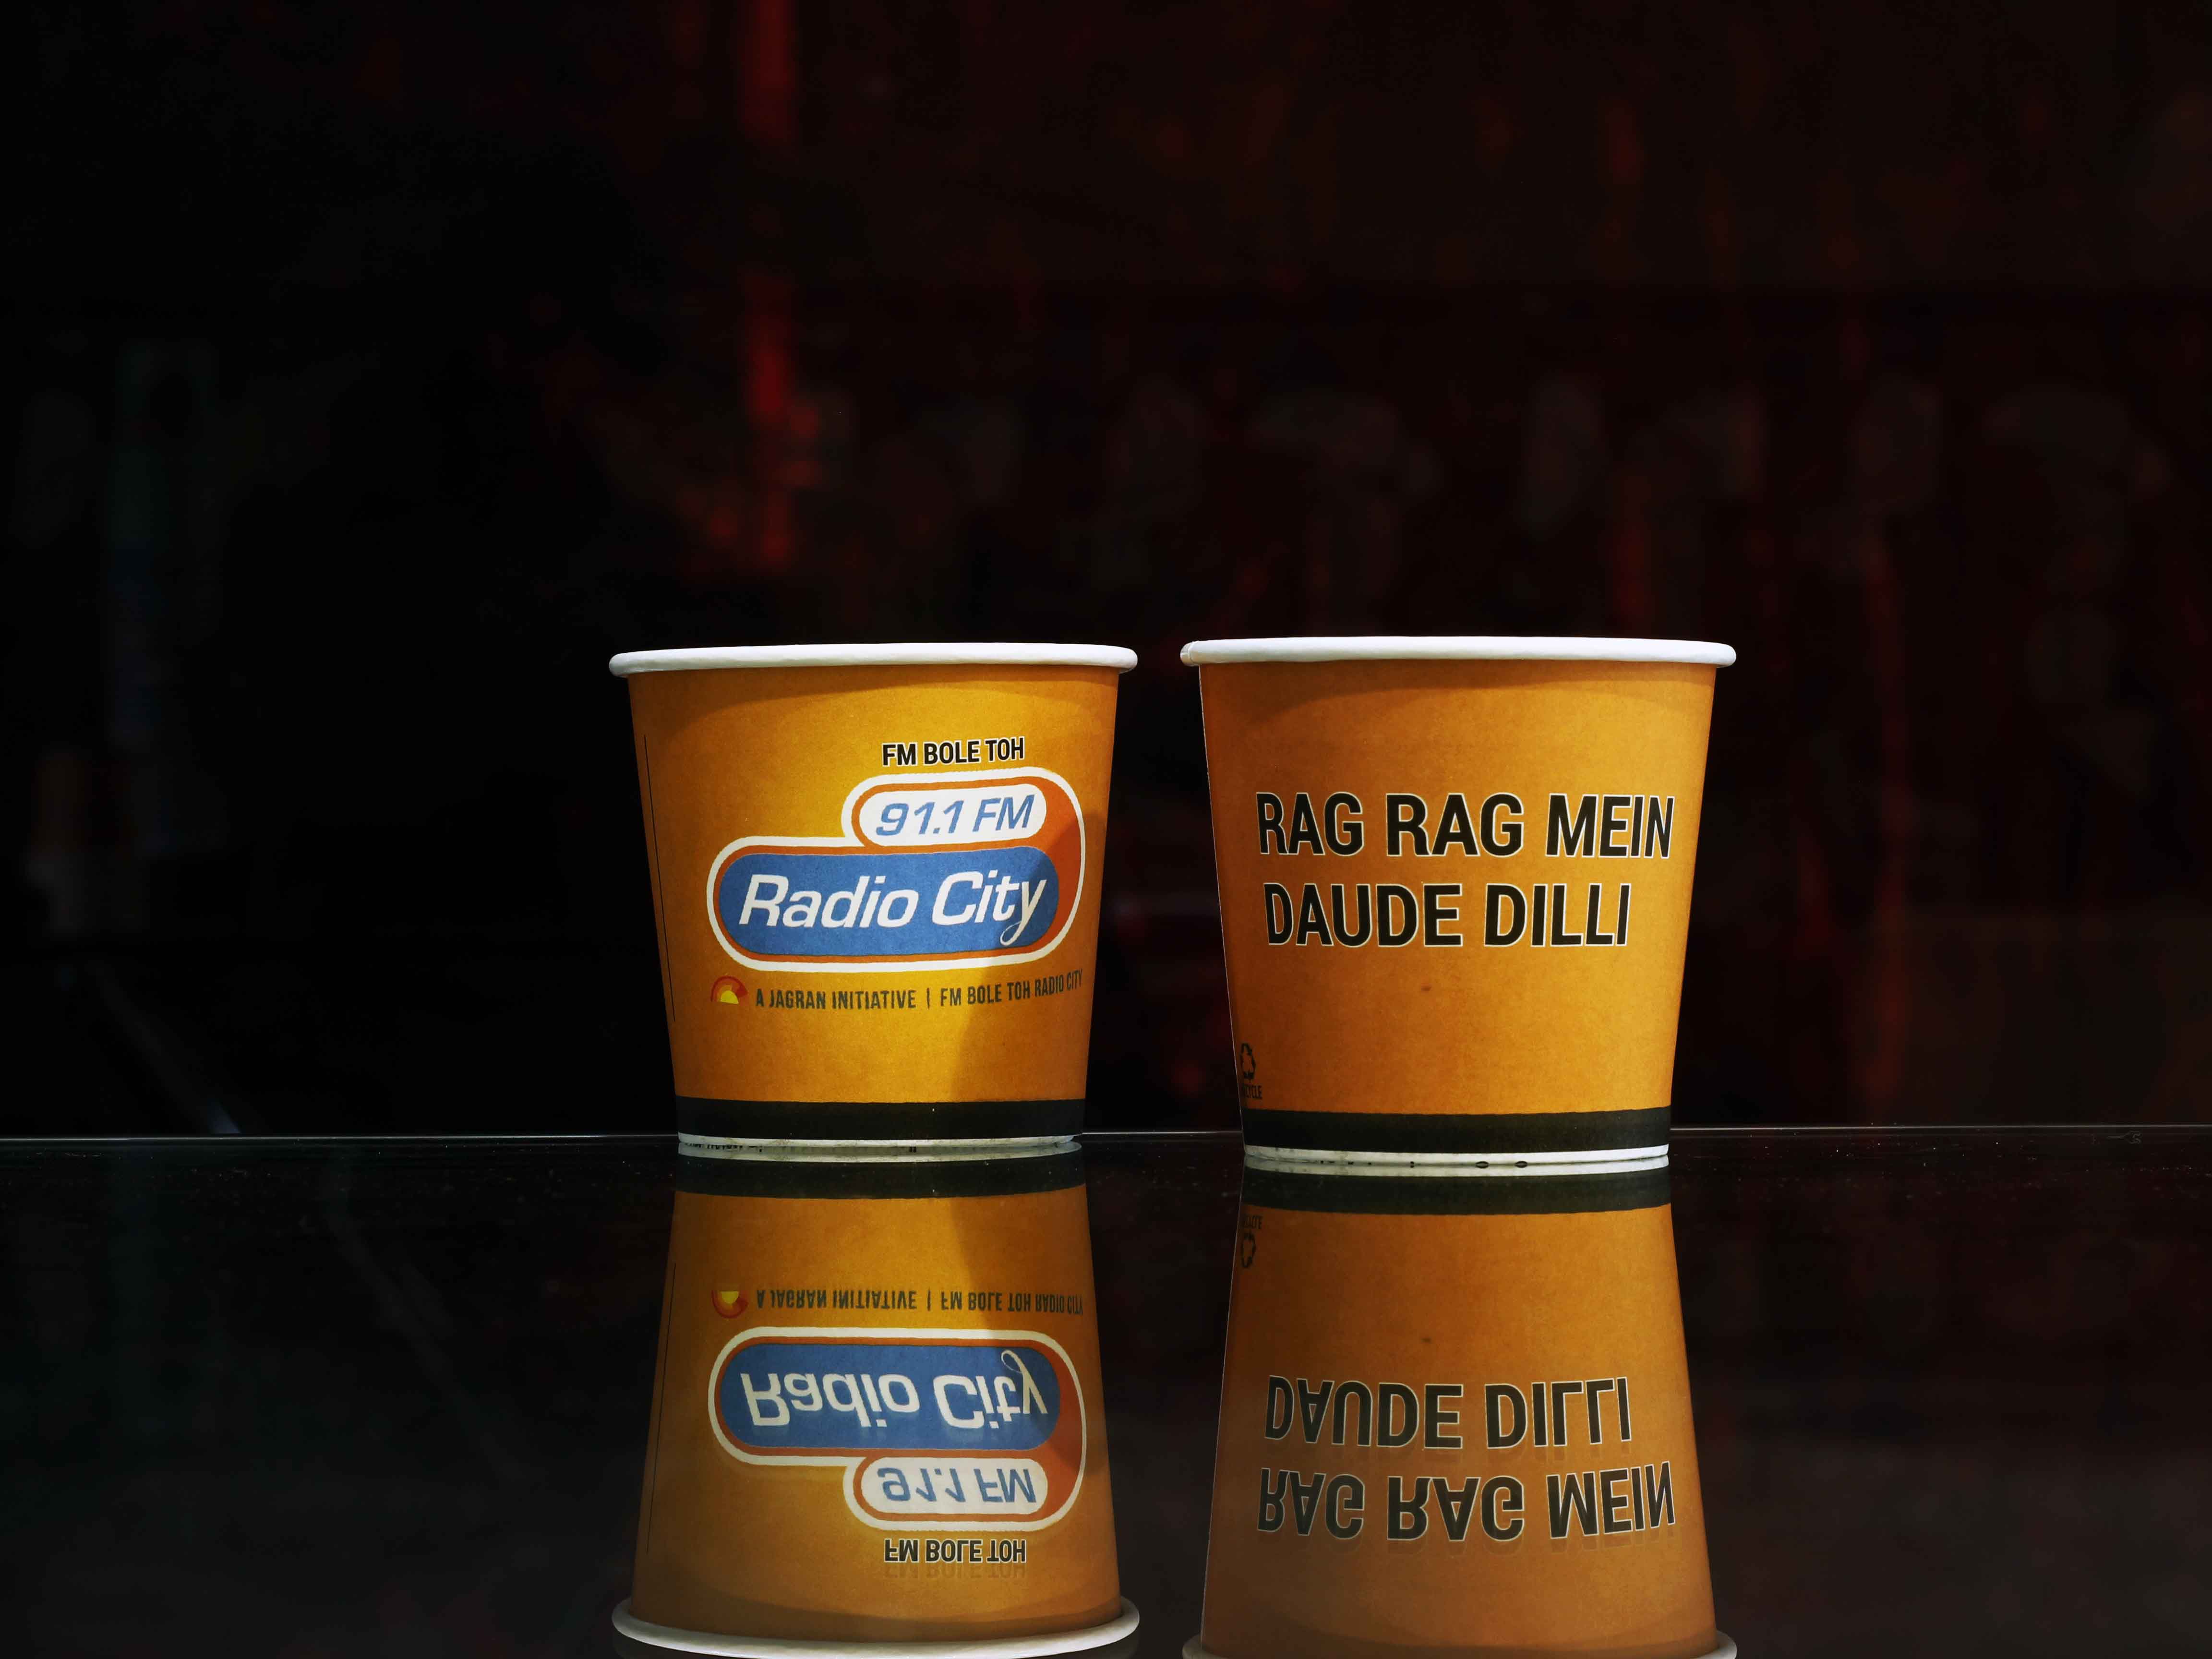 FM BOLE TOH
91.1 FM
Radio City
A JAGRAN INITIATIVE | FM BOLE TOH RADIO CITY
RAG RAG MEIN
DAUDE DILLI